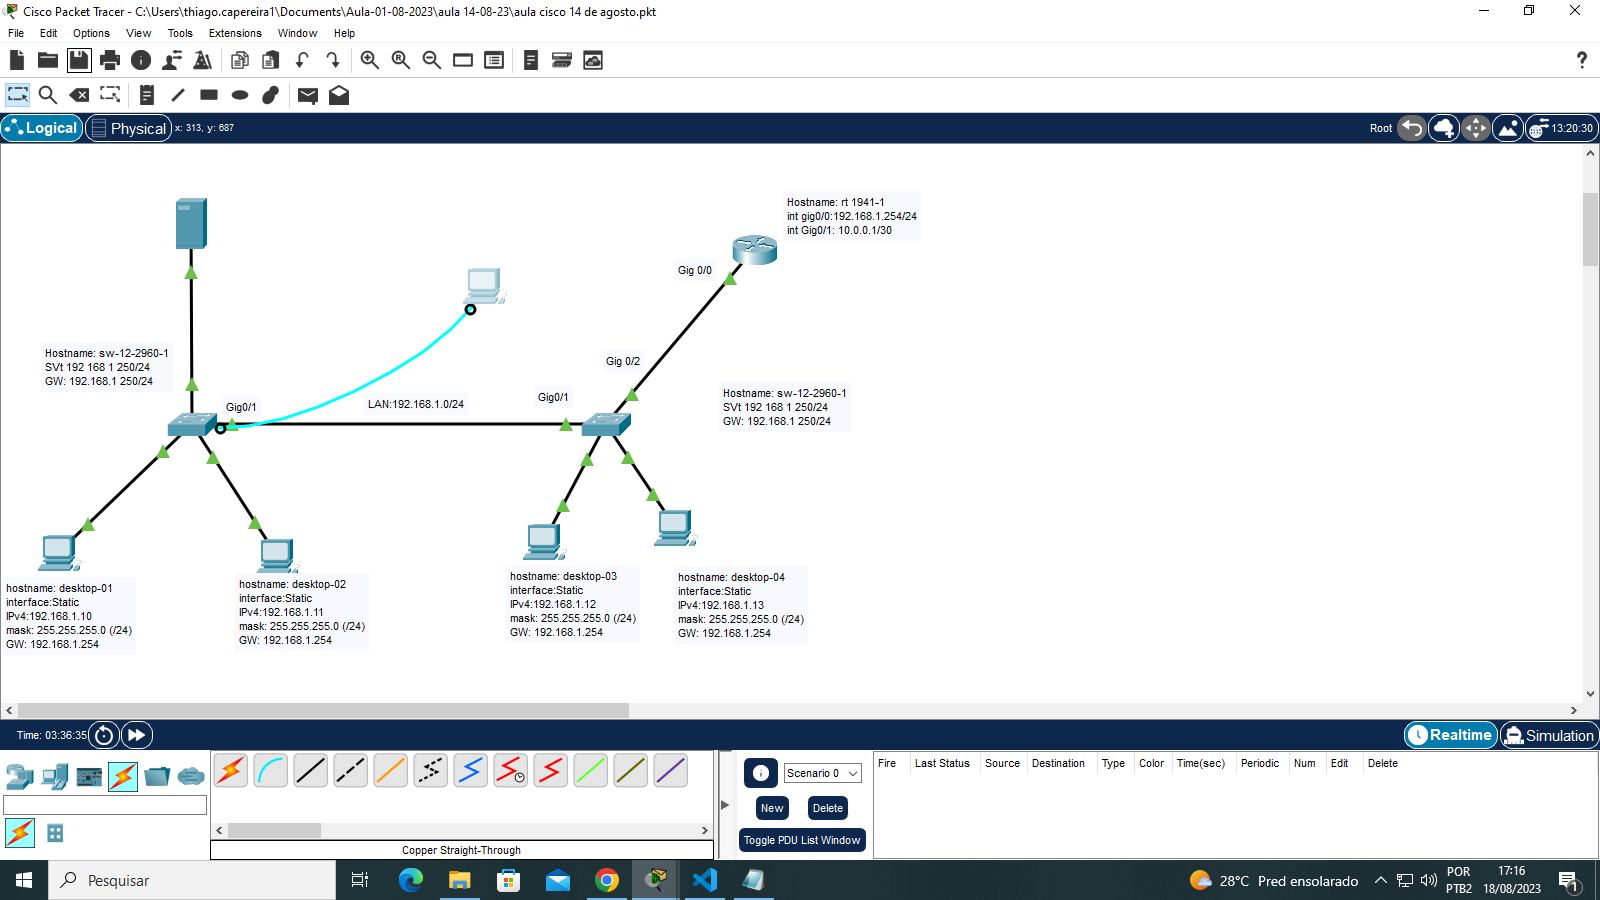 Cisco Packet Tracer - C:\Users\thiago.capereira1\Documents\Aula-01-08-2023\aula 14-08-23\aula cisco 14 de agosto.pkt
File Edit Options View Tools Extensions Window Help
?
Logical Physical x: 313, y: 687 Root 13:20:30
Hostname: rt 1941-1
int gig0/0:192.168.1.254/24
int Gig0/1: 10.0.0.1/30
Gig 0/0
Hostname: sw-12-2960-1
SVt 192 168 1 250/24
GW: 192.168.1 250/24
Gig 0/2
Gig0/1
LAN:192.168.1.0/24
Gig0/1
Hostname: sw-12-2960-1
SVt 192 168 1 250/24
GW: 192.168.1 250/24
hostname: desktop-01
interface:Static
IPv4:192.168.1.10
mask: 255.255.255.0 (/24)
GW: 192.168.1.254
hostname: desktop-02
interface:Static
IPv4:192.168.1.11
mask: 255.255.255.0 (/24)
GW: 192.168.1.254
hostname: desktop-03
interface:Static
IPv4:192.168.1.12
mask: 255.255.255.0 (/24)
GW: 192.168.1.254
hostname: desktop-04
interface:Static
IPv4:192.168.1.13
mask: 255.255.255.0 (/24)
GW: 192.168.1.254
Time: 03:36:35 Realtime Simulation
Scenario 0
New Delete
Toggle PDU List Window
Fire Last Status Source Destination Type Color Time(sec) Periodic Num Edit Delete
Copper Straight-Through
Pesquisar
28°C Pred ensolarado
POR
PTB2
17:16
18/08/2023
1